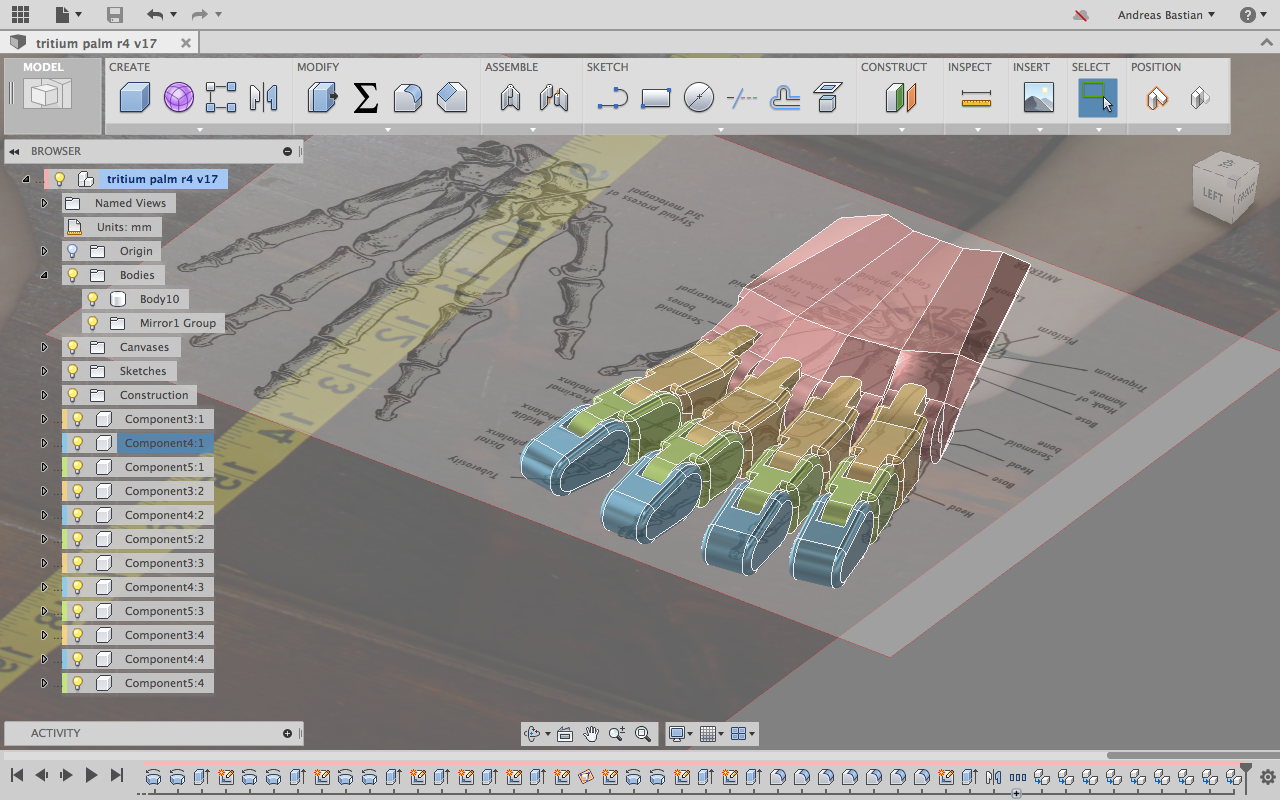 Andreas Bastian
?
tritium palm r4 v17
MODEL
CREATE
MODIFY
ASSEMBLE
SKETCH
CONSTRUCT
INSPECT
INSERT
SELECT
POSITION
BROWSER
tritium palm r4 v17
Named Views
Units: mm
Origin
Bodies
Body10
Mirror1 Group
Canvases
Sketches
Construction
Component3:1
Component4:1
Component5:1
Component3:2
Component4:2
Component5:2
Component3:3
Component4:3
Component5:3
Component3:4
Component4:4
Component5:4
LEFT
Styloid process of
3rd metacarpal
Sesamoid
bones
Pisiform
Triquetrum
Hook of
hamate
Base
Sesamoid
bone
Head
Base
Head
Proximal
phalanx
Middle
phalanx
Distal
phalanx
Tuberosity
ACTIVITY